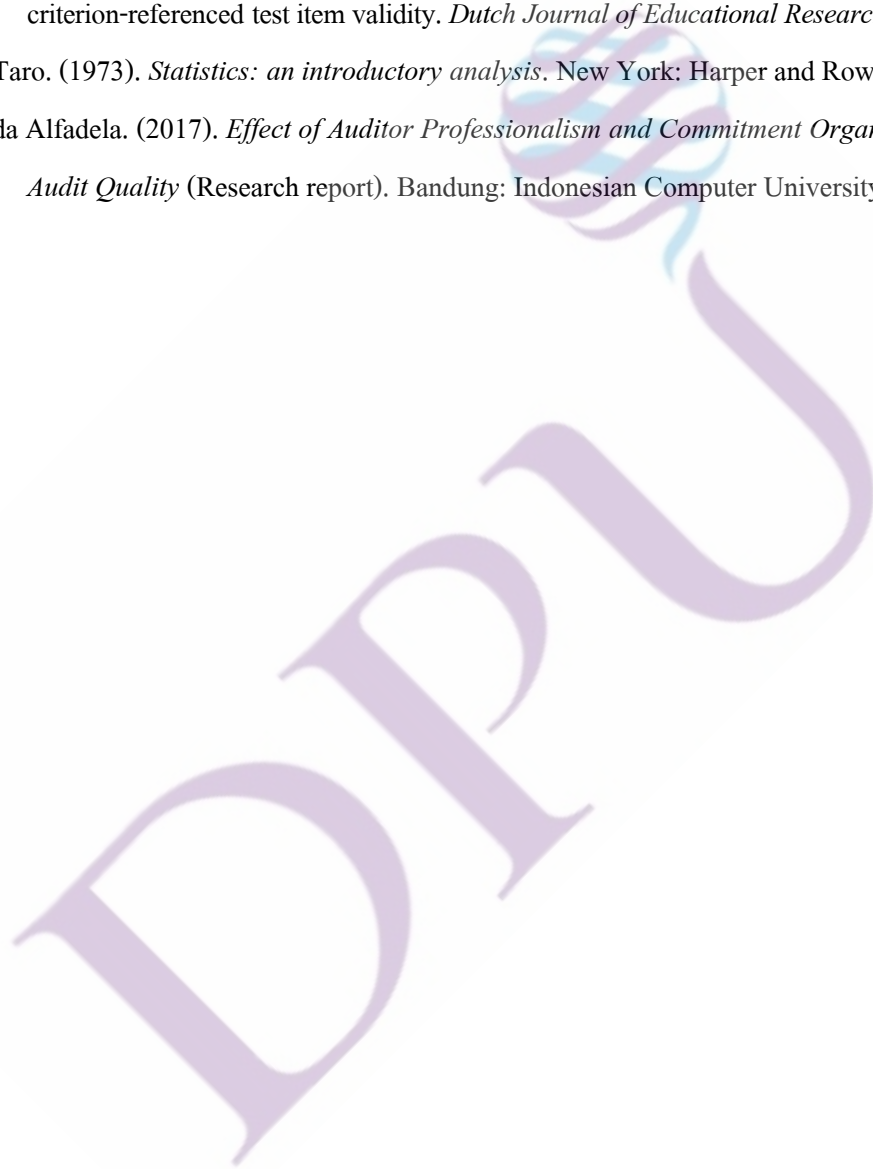 criterion-referenced test item validity. Dutch Journal of Educational Researc
Taro. (1973). Statistics: an introductory analysis. New York: Harper and Row
da Alfadela. (2017). Effect of Auditor Professionalism and Commitment Organ
Audit Quality (Research report). Bandung: Indonesian Computer University
DPU